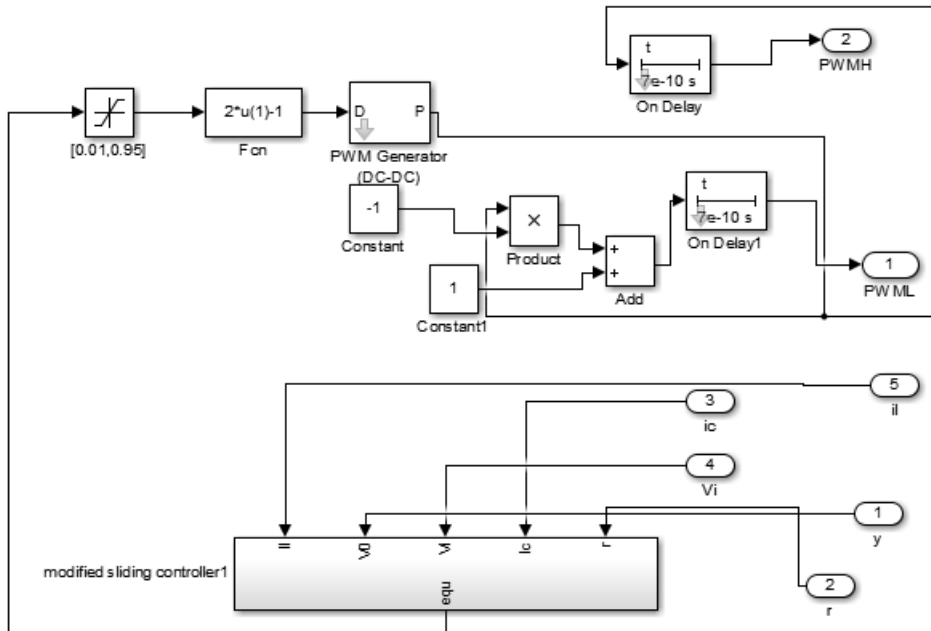 t
7e-10 s
On Delay
2
PWMH
[0.01,0.95]
2*u(1)-1
Fcn
D
P
PWM Generator
(DC-DC)
-1
Constant
×
Product
1
Constant1
+
+
Add
t
7e-10 s
On Delay1
1
PWML
5
il
3
ic
4
Vi
1
y
2
r
Il
V0
Vi
Ic
r
modified sliding controller1
equ